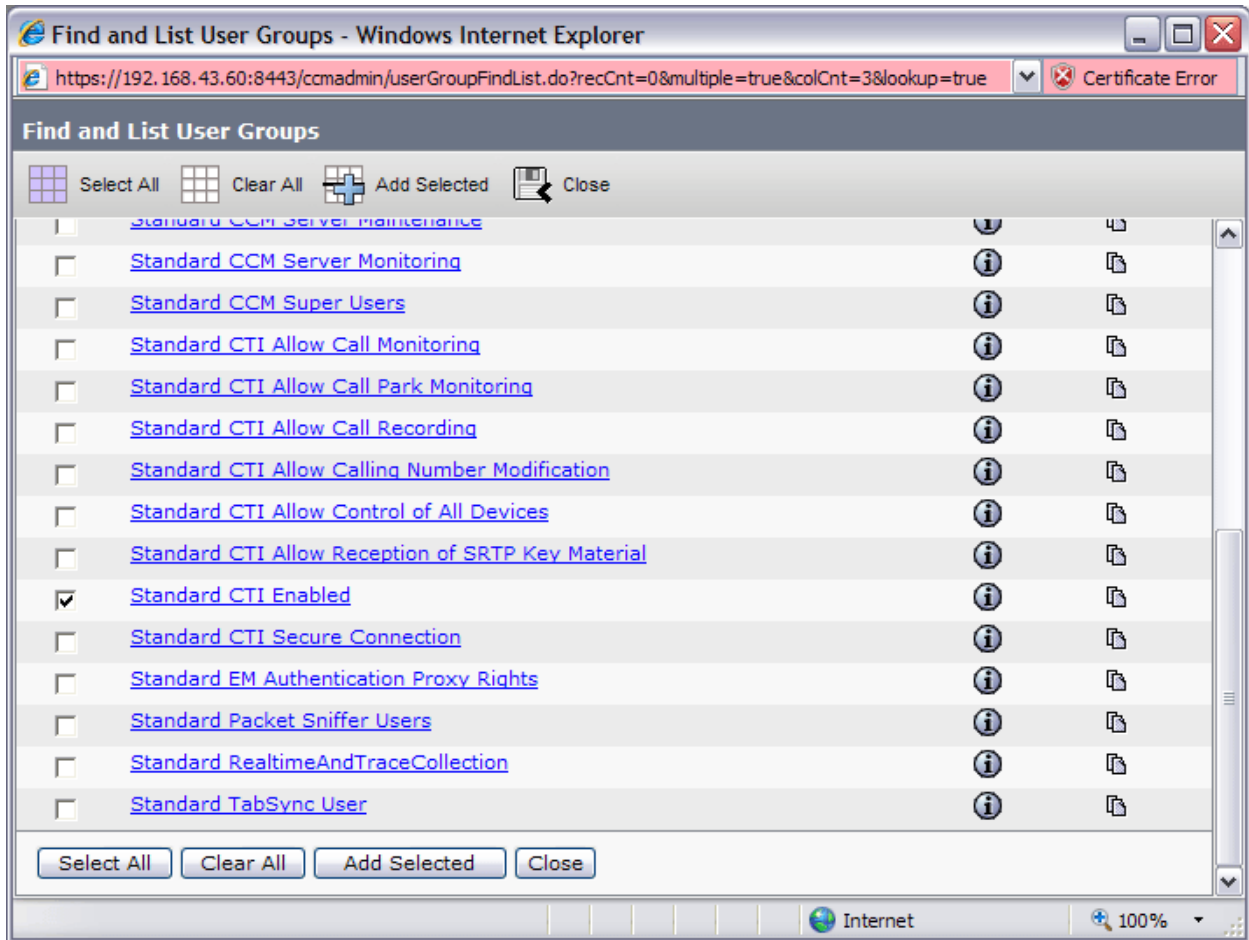 Find and List User Groups - Windows Internet Explorer
https://192.168.43.60:8443/ccmadmin/userGroupFindList.do?recCnt=0&multiple=true&colCnt=3&lookup=true Certificate Error
Find and List User Groups
Select All Clear All Add Selected Close
Standard CCM Server Maintenance
Standard CCM Server Monitoring
Standard CCM Super Users
Standard CTI Allow Call Monitoring
Standard CTI Allow Call Park Monitoring
Standard CTI Allow Call Recording
Standard CTI Allow Calling Number Modification
Standard CTI Allow Control of All Devices
Standard CTI Allow Reception of SRTP Key Material
Standard CTI Enabled
Standard CTI Secure Connection
Standard EM Authentication Proxy Rights
Standard Packet Sniffer Users
Standard RealtimeAndTraceCollection
Standard TabSync User
Select All Clear All Add Selected Close
Internet 100%